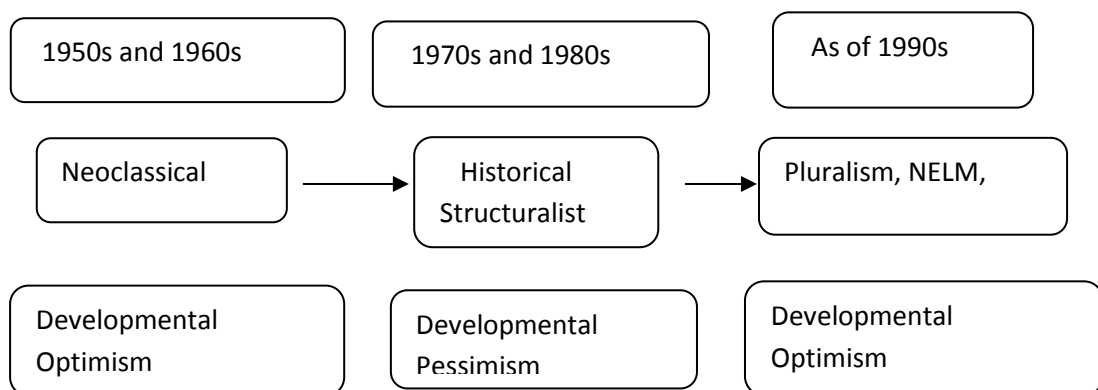 1950s and 1960s
1970s and 1980s
As of 1990s
Neoclassical
Historical
Structuralist
Pluralism, NELM,
Developmental
Optimism
Developmental
Pessimism
Developmental
Optimism